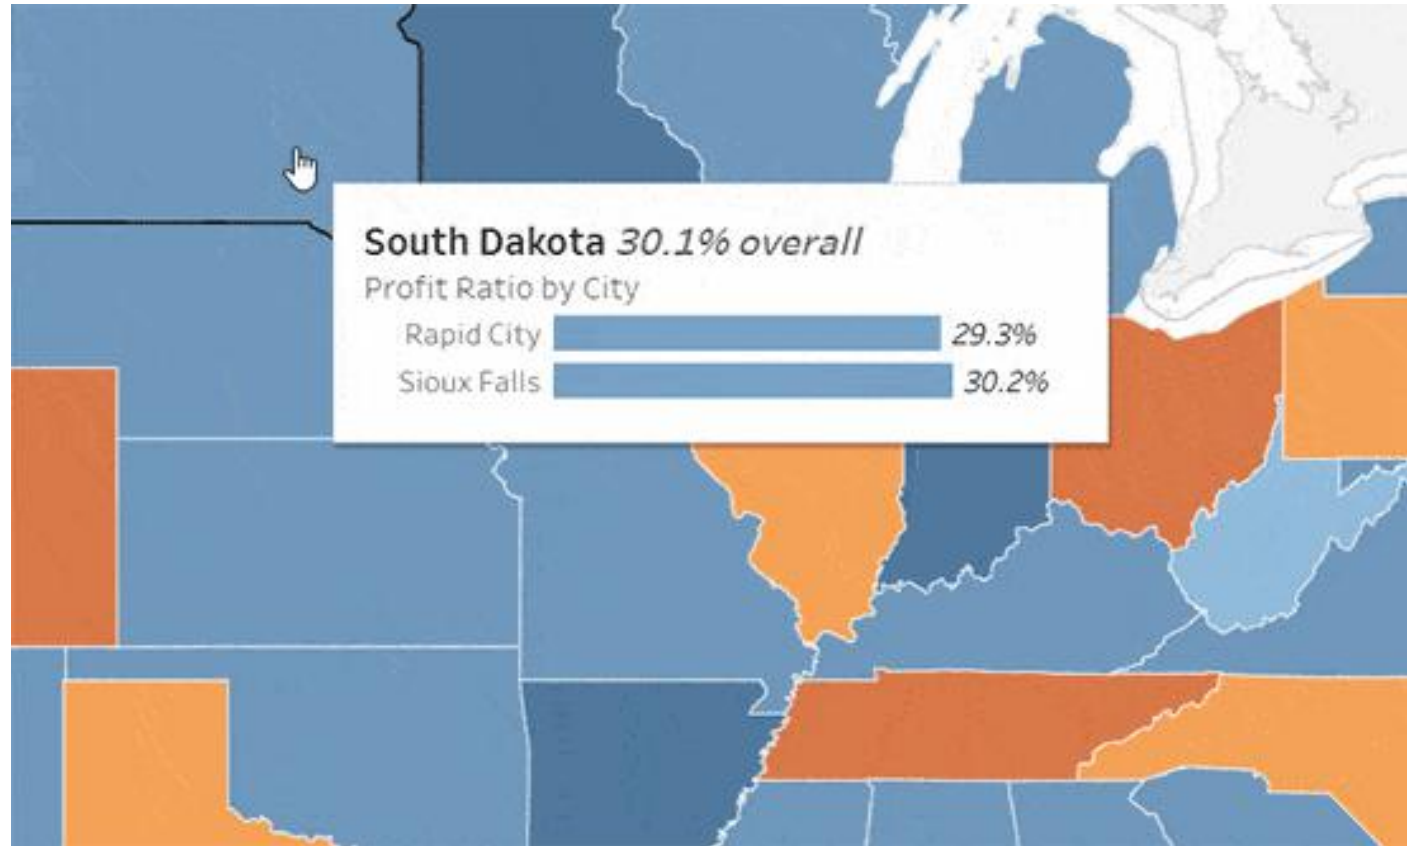 South Dakota 30.1% overall
Profit Ratio by City
Rapid City 29.3%
Sioux Falls 30.2%